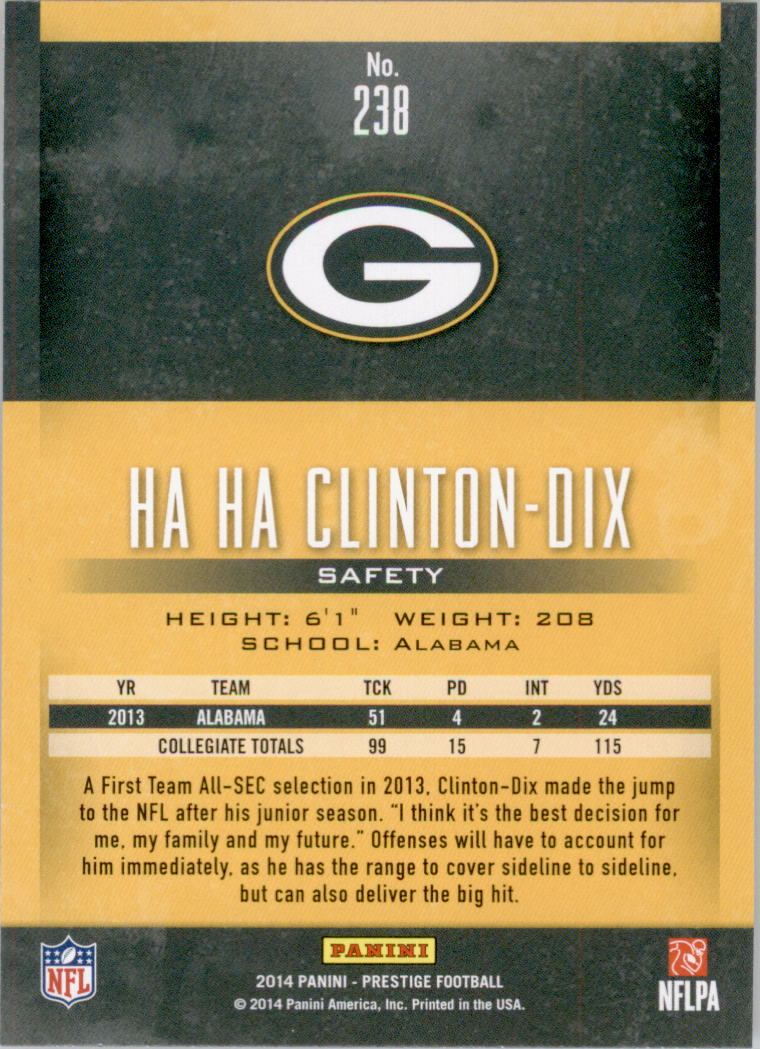 No.
238
G
HA HA CLINTON-DIX
SAFETY
HEIGHT: 6'1" WEIGHT: 208
SCHOOL: ALABAMA
YR TEAM TCK PD INT YDS
2013 ALABAMA 51 4 2 24
COLLEGIATE TOTALS 99 15 7 115
A First Team All-SEC selection in 2013, Clinton-Dix made the jump
to the NFL after his junior season. “I think it's the best decision for
me, my family and my future.” Offenses will have to account for
him immediately, as he has the range to cover sideline to sideline,
but can also deliver the big hit.
NFL
PANINI
2014 PANINI - PRESTIGE FOOTBALL
© 2014 Panini America, Inc. Printed in the USA.
NFLPA